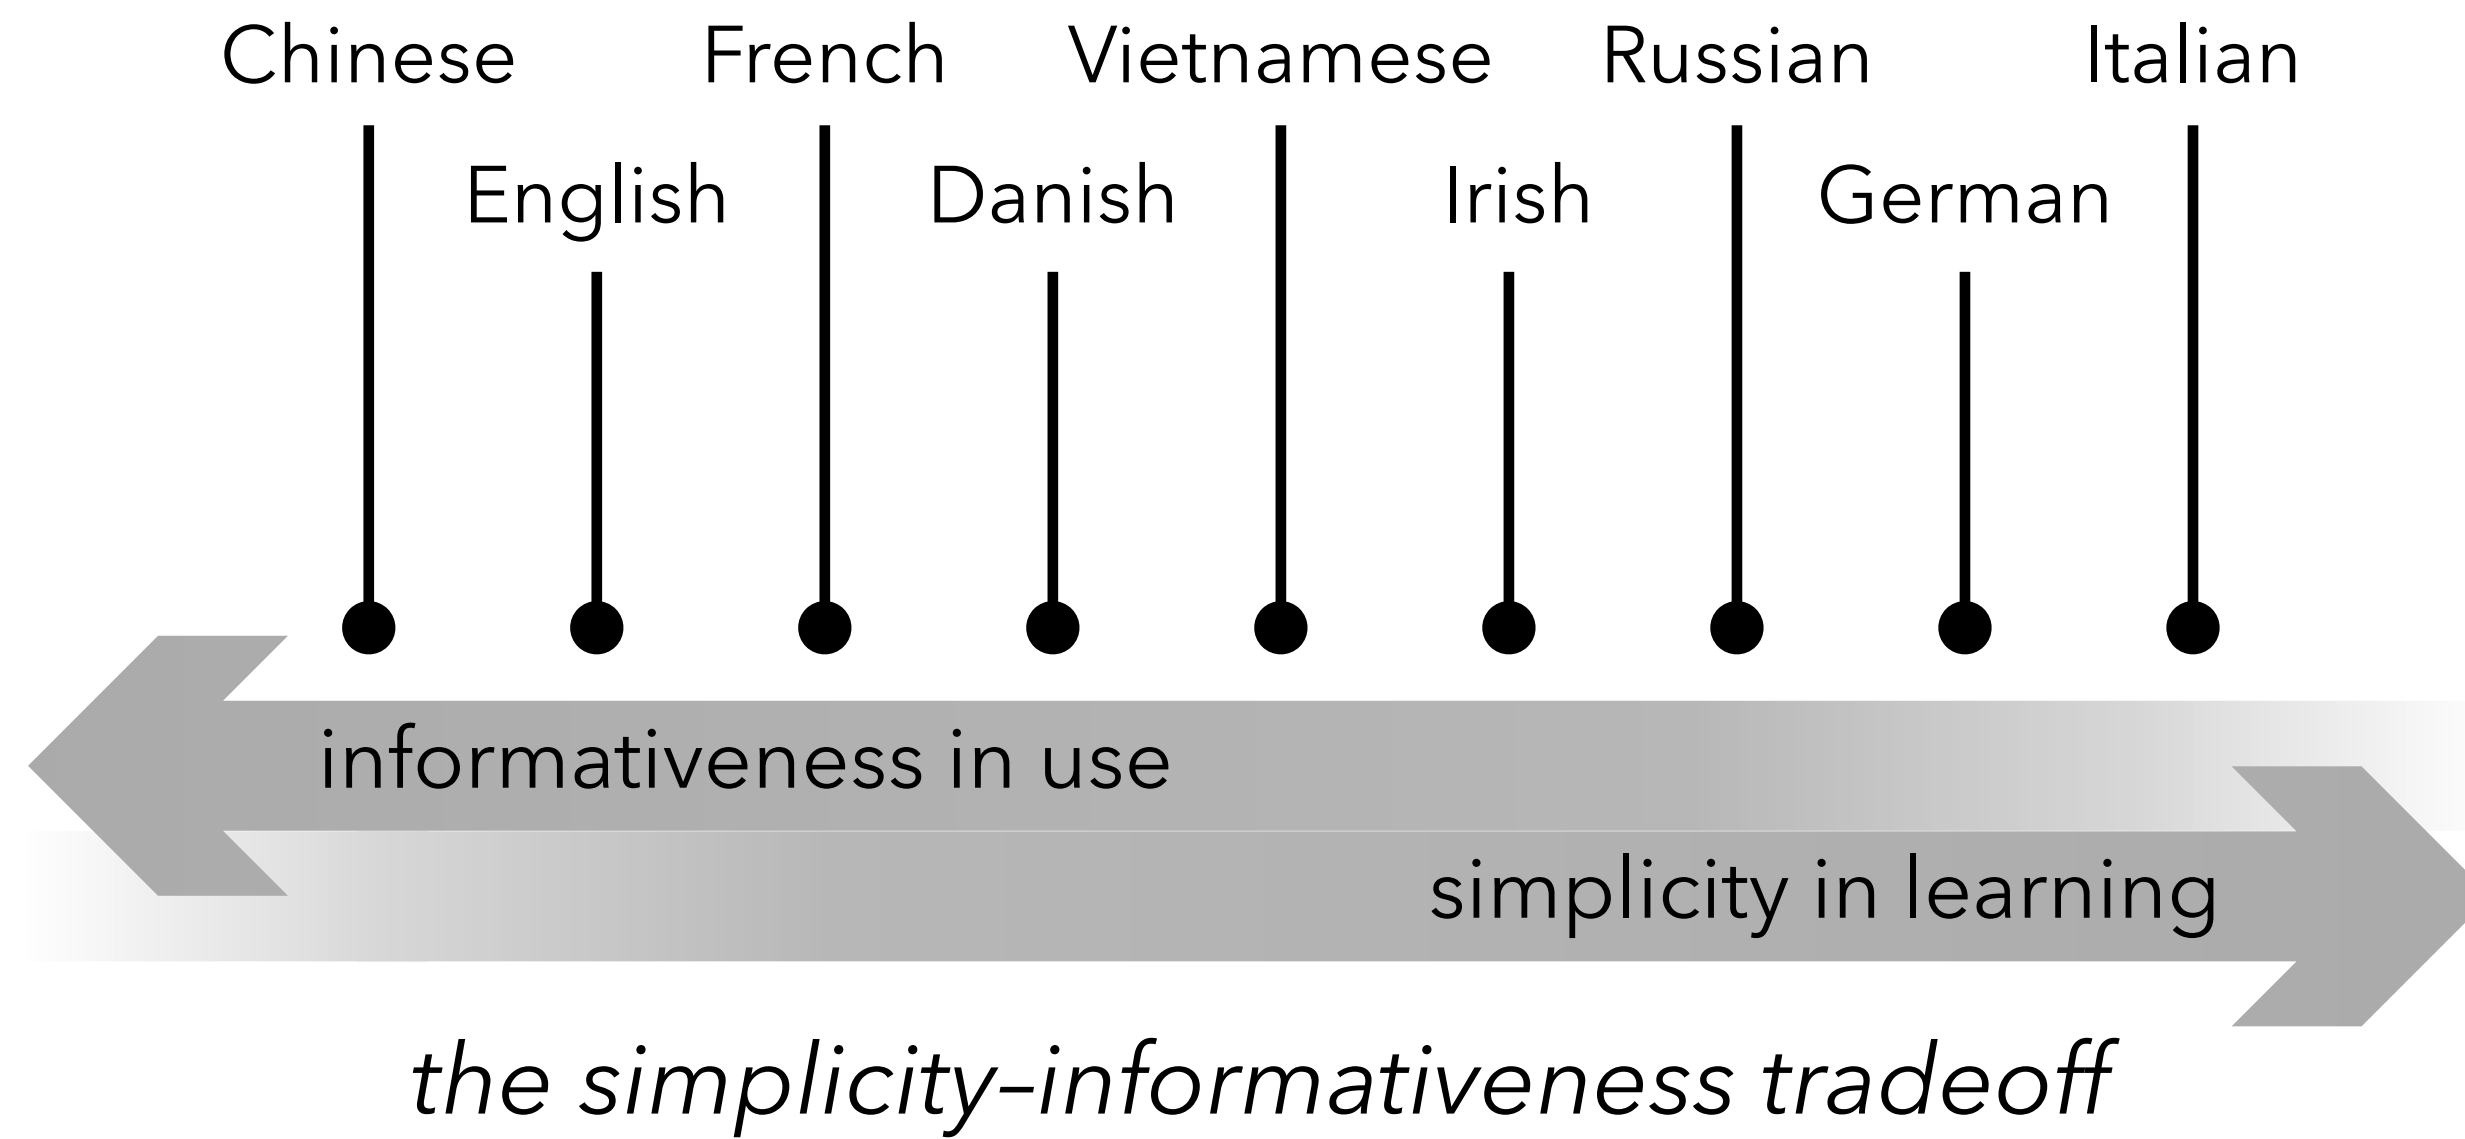 Chinese French Vietnamese Russian Italian
English Danish Irish German
informativeness in use
simplicity in learning
the simplicity–informativeness tradeoff